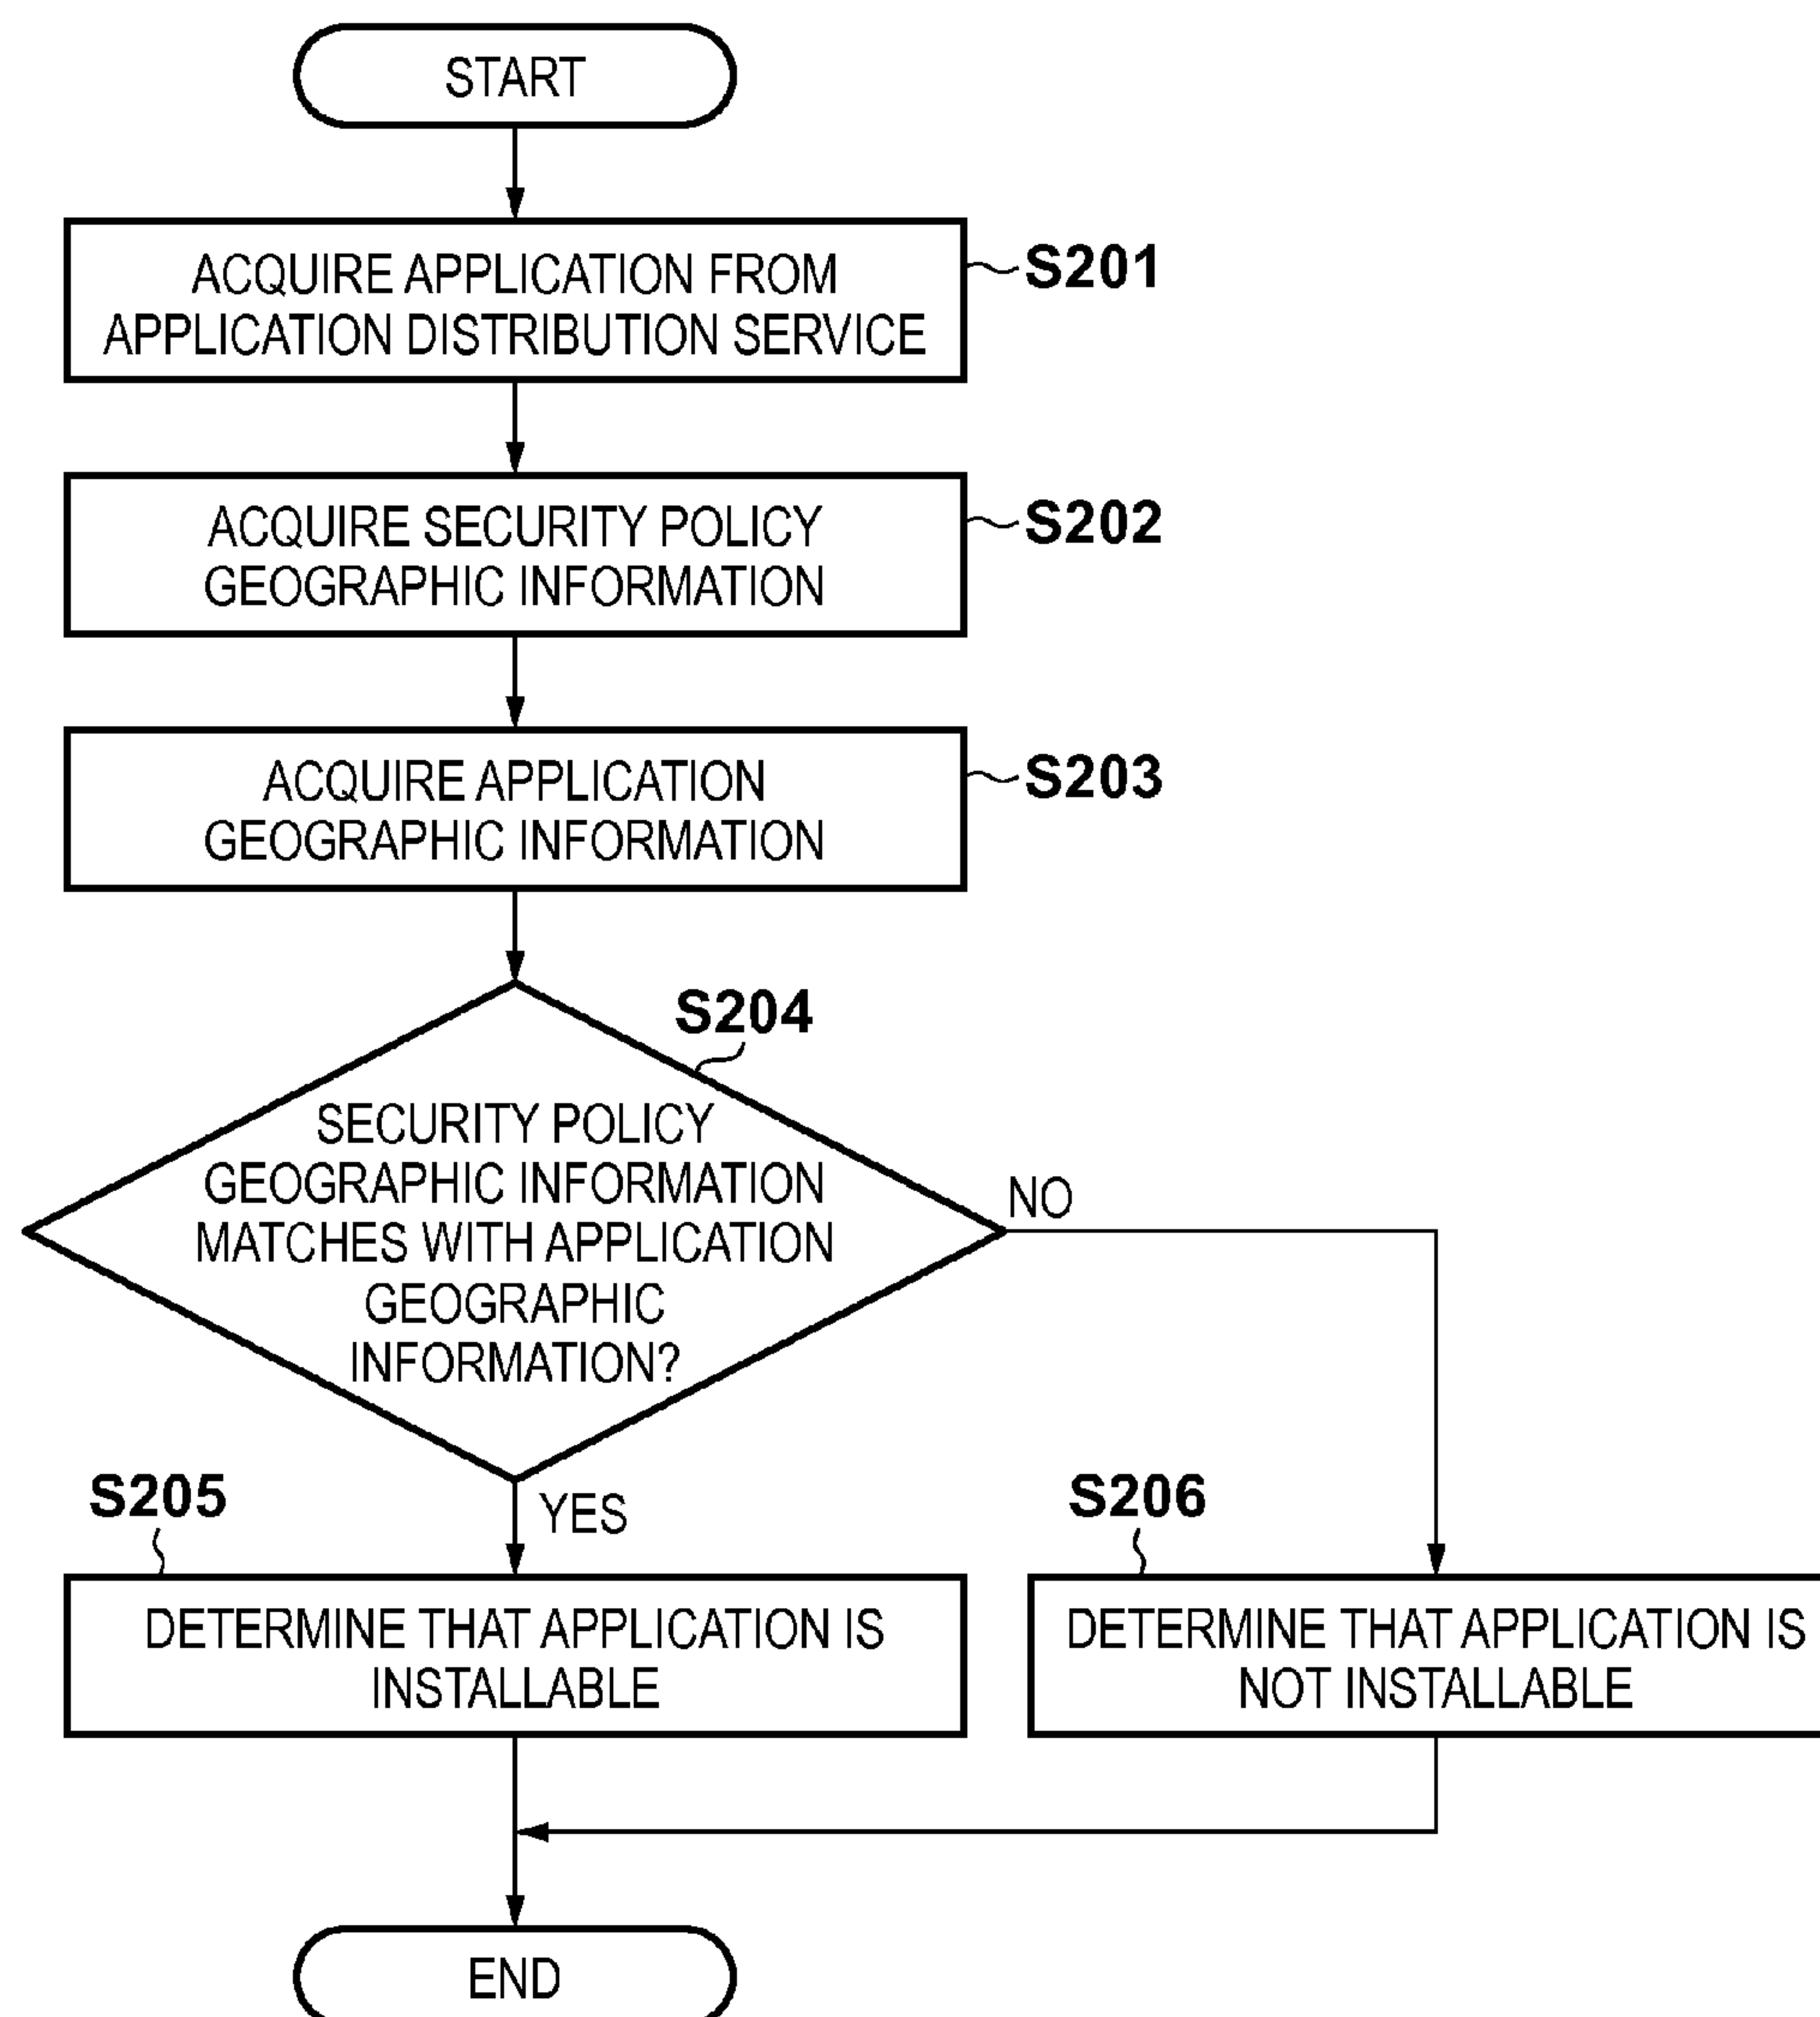 START
ACQUIRE APPLICATION FROM
APPLICATION DISTRIBUTION SERVICE
S201
ACQUIRE SECURITY POLICY
GEOGRAPHIC INFORMATION
S202
ACQUIRE APPLICATION
GEOGRAPHIC INFORMATION
S203
S204
SECURITY POLICY
GEOGRAPHIC INFORMATION
MATCHES WITH APPLICATION
GEOGRAPHIC
INFORMATION?
NO
YES
S205
DETERMINE THAT APPLICATION IS
INSTALLABLE
S206
DETERMINE THAT APPLICATION IS
NOT INSTALLABLE
END